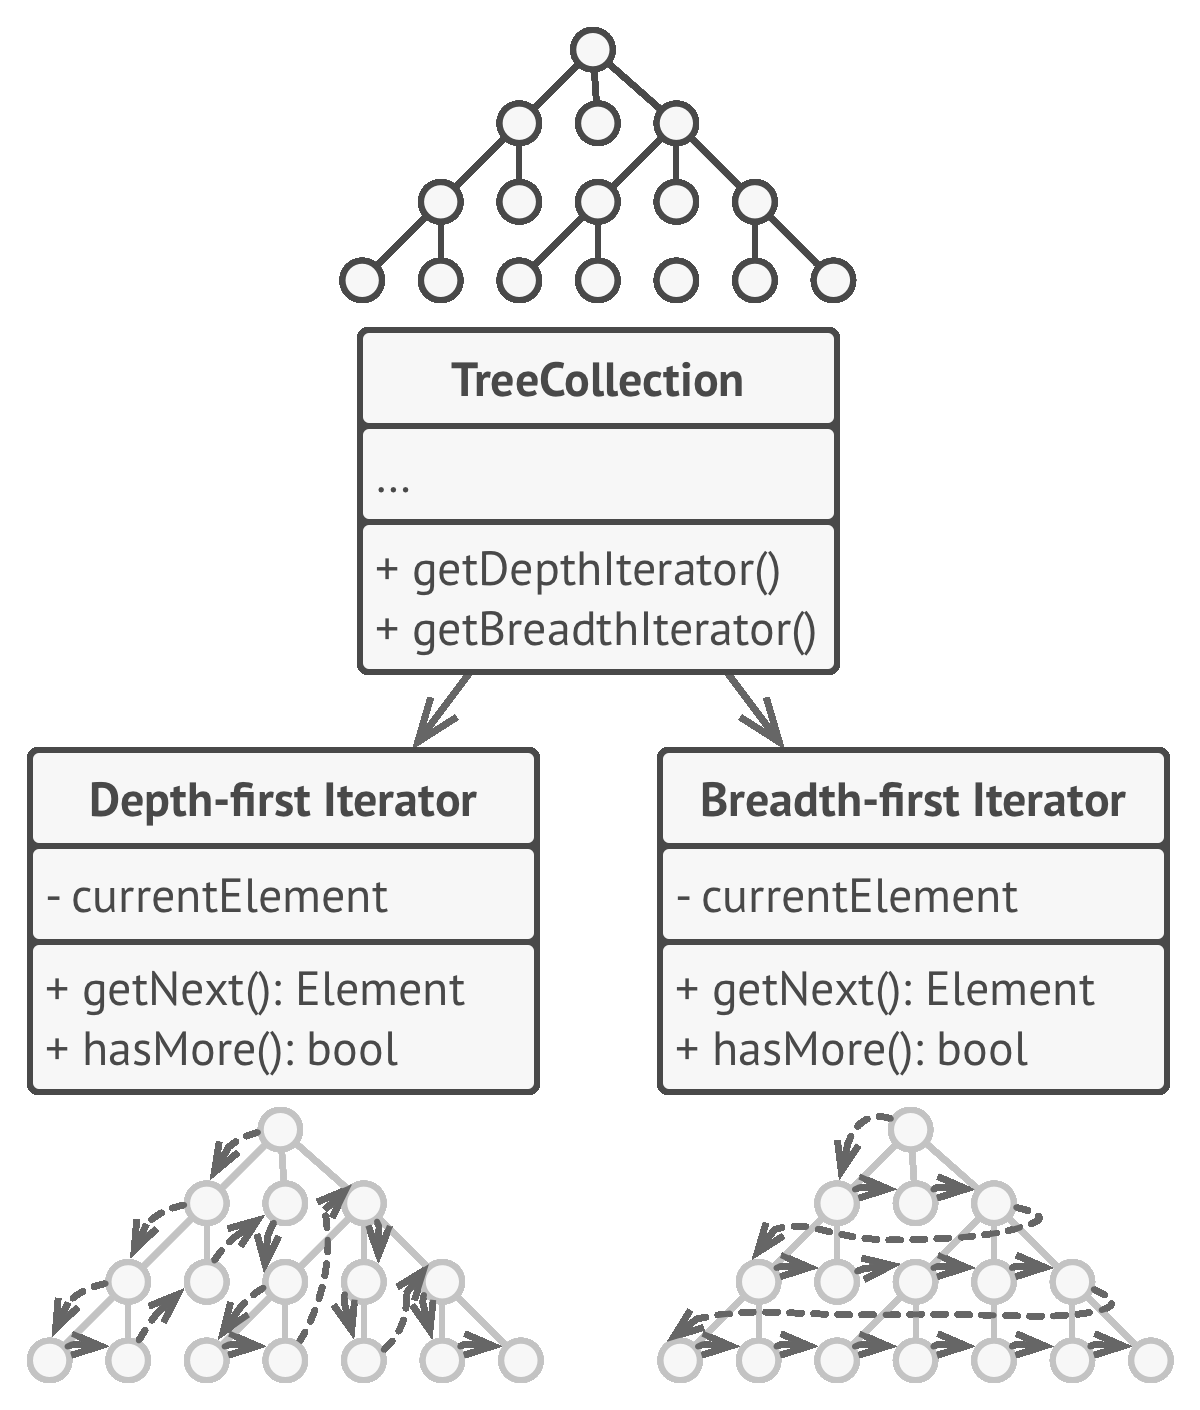 TreeCollection
...
+ getDepthIterator()
+ getBreadthIterator()
Depth-first Iterator
- currentElement
+ getNext(): Element
+ hasMore(): bool
Breadth-first Iterator
- currentElement
+ getNext(): Element
+ hasMore(): bool